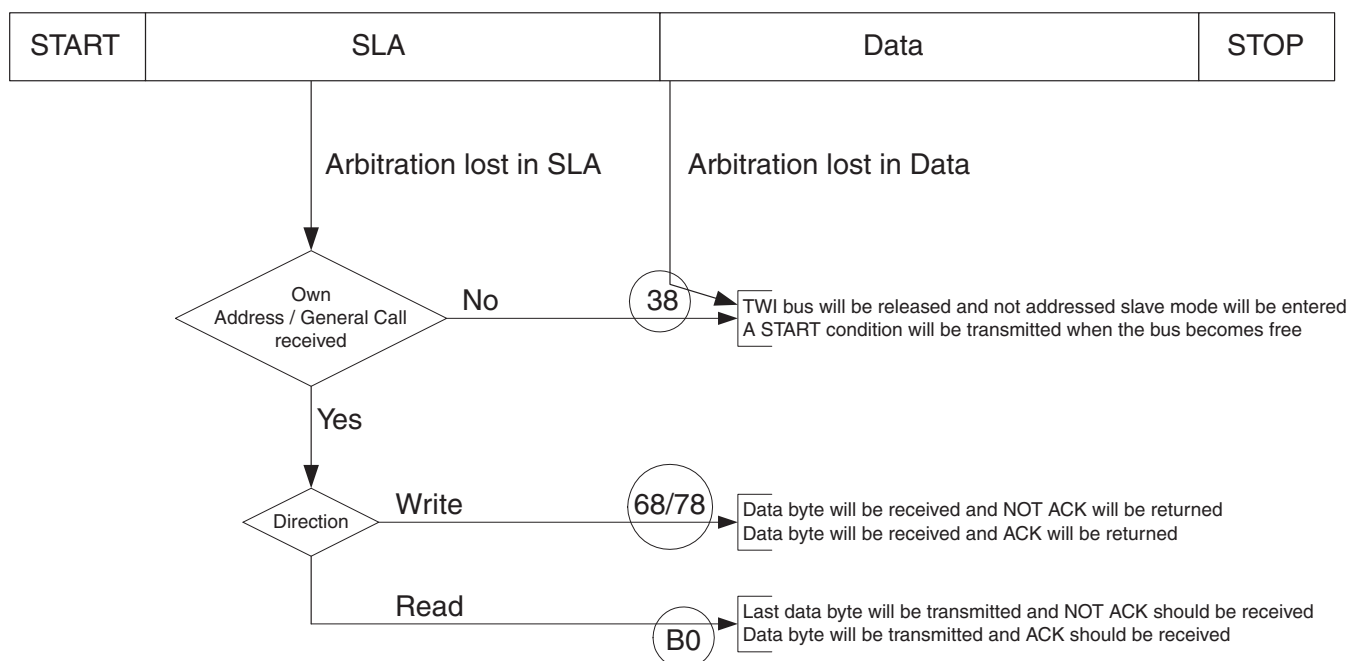 START SLA Data STOP
Arbitration lost in SLA Arbitration lost in Data
Own
Address / General Call
received
No
38
TWI bus will be released and not addressed slave mode will be entered
A START condition will be transmitted when the bus becomes free
Yes
Direction
Write
68/78
Data byte will be received and NOT ACK will be returned
Data byte will be received and ACK will be returned
Read
B0
Last data byte will be transmitted and NOT ACK should be received
Data byte will be transmitted and ACK should be received